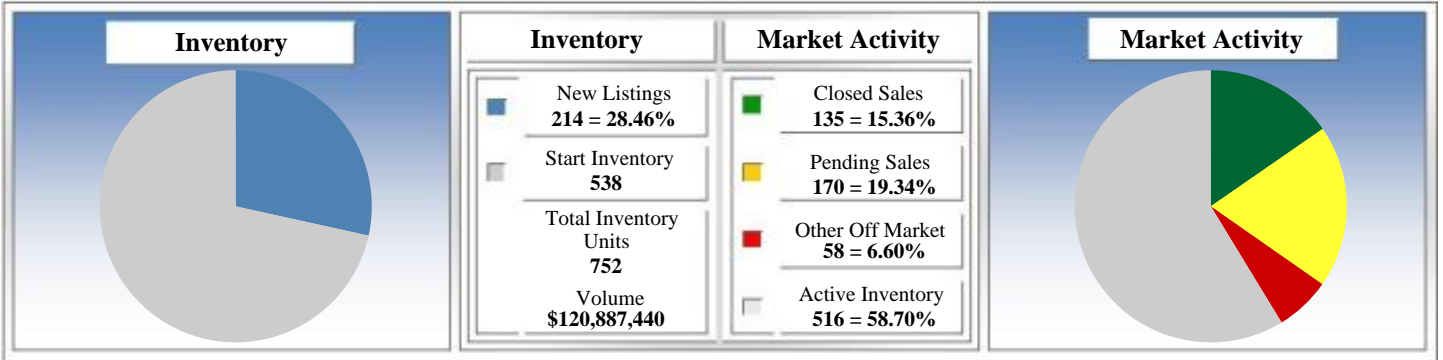 Inventory
Inventory
New Listings
214 = 28.46%
Start Inventory
538
Total Inventory
Units
752
Volume
$120,887,440
Market Activity
Closed Sales
135 = 15.36%
Pending Sales
170 = 19.34%
Other Off Market
58 = 6.60%
Active Inventory
516 = 58.70%
Market Activity